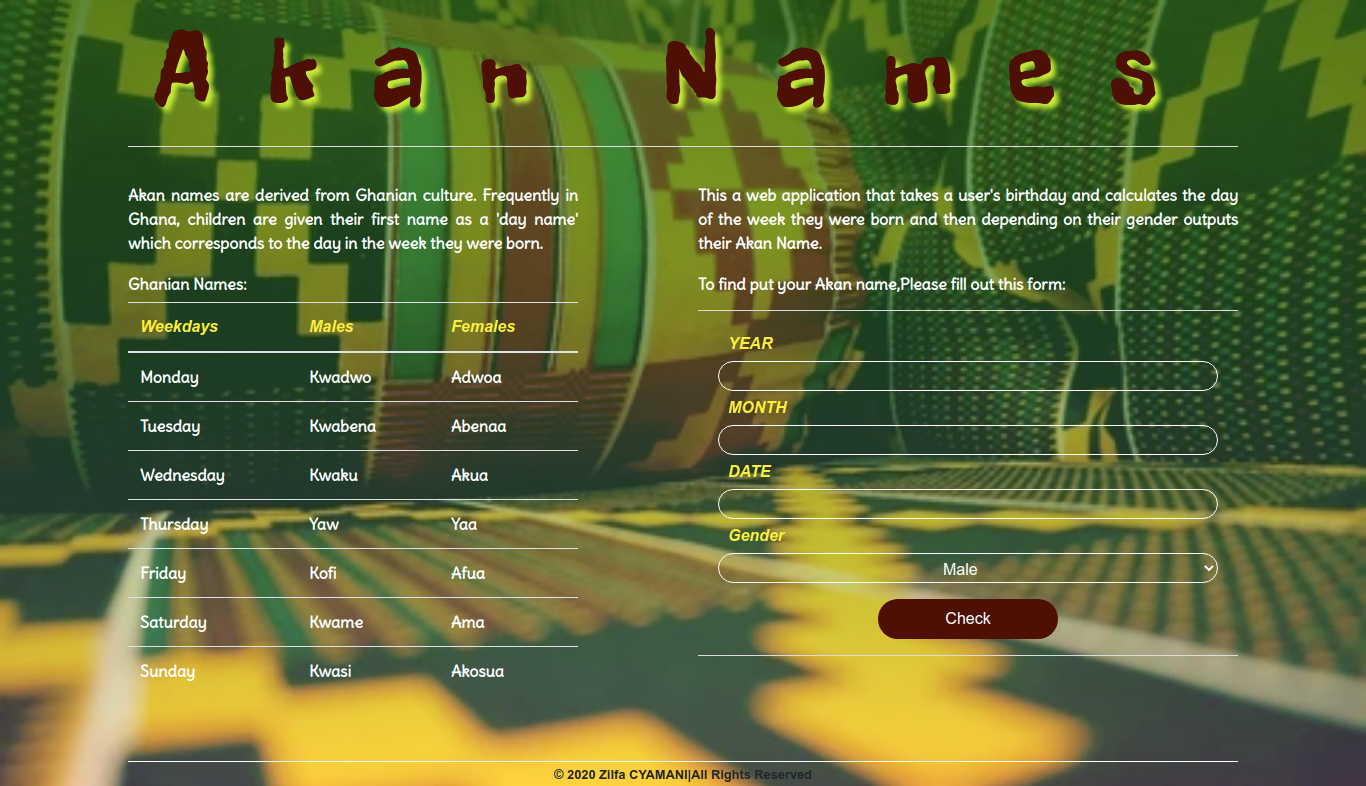 Akan Names
Akan names are derived from Ghanian culture. Frequently in
Ghana, children are given their first name as a 'day name'
which corresponds to the day in the week they were born.
Ghanian Names:
Weekdays Males Females
Monday Kwadwo Adwoa
Tuesday Kwabena Abenaa
Wednesday Kwaku Akua
Thursday Yaw Yaa
Friday Kofi Afua
Saturday Kwame Ama
Sunday Kwasi Akosua
This a web application that takes a user's birthday and calculates the day
of the week they were born and then depending on their gender outputs
their Akan Name.
To find put your Akan name,Please fill out this form:
YEAR
MONTH
DATE
Gender
Male
Check
© 2020 Zilfa CYAMANI|All Rights Reserved